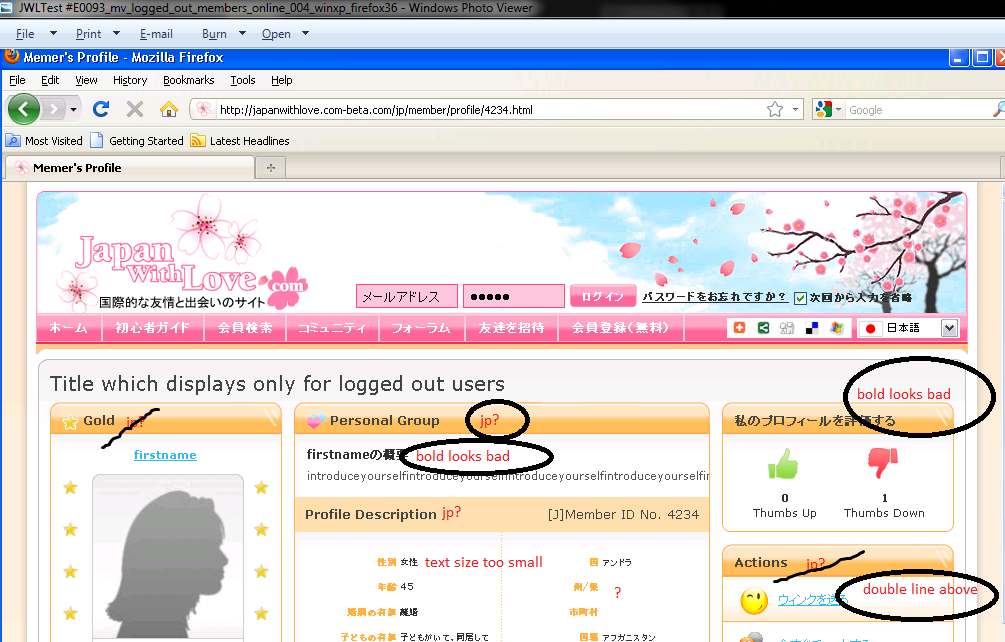 JWLTest #E0093_mv_logged_out_members_online_004_winxp_firefox36 - Windows Photo Viewer
File Print E-mail Burn Open
Memer's Profile - Mozilla Firefox
File Edit View History Bookmarks Tools Help
http://japanwithlove.com-beta.com/jp/member/profile/4234.html Google
Most Visited Getting Started Latest Headlines
Memer's Profile
Japan
With Love
.com
国際的な友情と出会いのサイト
メールアドレス ●●●●● ログイン パスワードをお忘れですか? 次回から入力を省略
ホーム 初心者ガイド 会員検索 コミュニティ フォーラム 友達を招待 会員登録(無料) 日本語
Title which displays only for logged out users
bold looks bad
Gold jp?
Personal Group jp?
私のプロフィールを評価する
firstname
firstnameの概要 bold looks bad
introduceyourselfintroduceyourselfintroduceyourselfintroduceyourselfi
0 1
Thumbs Up Thumbs Down
Profile Description jp? [J]Member ID No. 4234
性別 女性 text size too small 国 アンドラ
年齢 45 州/県 ?
婚姻の有無 離婚 市町村
子どもの有無 子どもがいて、同居して 国籍 アフガニスタン
Actions jp?
double line above
ウィンクを送る